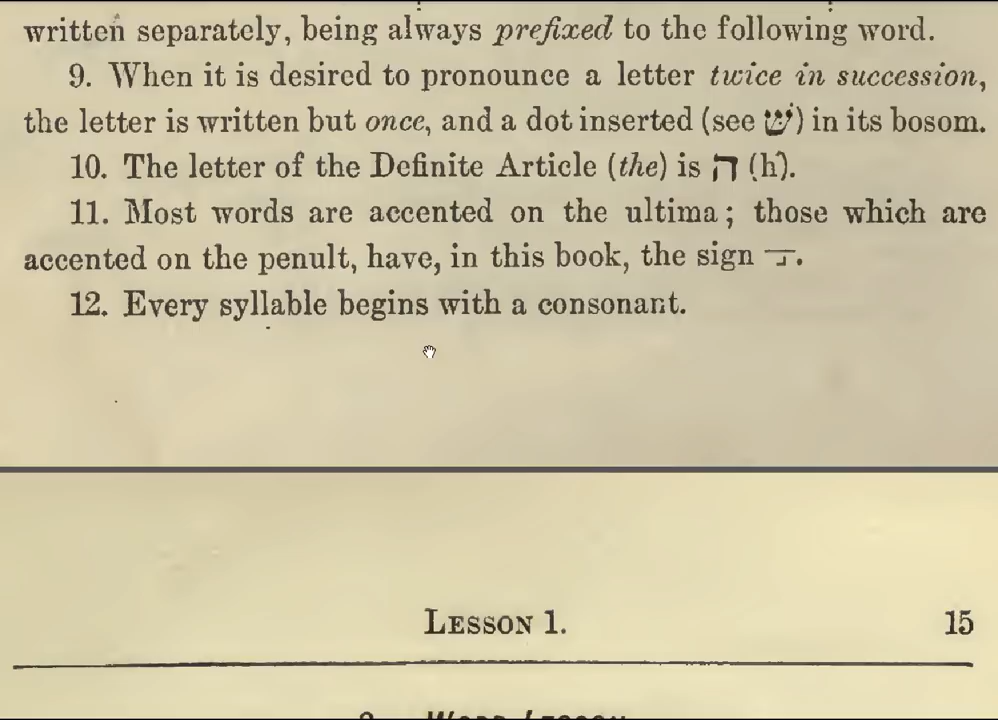 written separately, being always prefixed to the following word.
9. When it is desired to pronounce a letter twice in succession,
the letter is written but once, and a dot inserted (see שּׁ) in its bosom.
10. The letter of the Definite Article (the) is ה (h).
11. Most words are accented on the ultima; those which are
accented on the penult, have, in this book, the sign —֫.
12. Every syllable begins with a consonant.
LESSON 1. 15
WORD LESSON